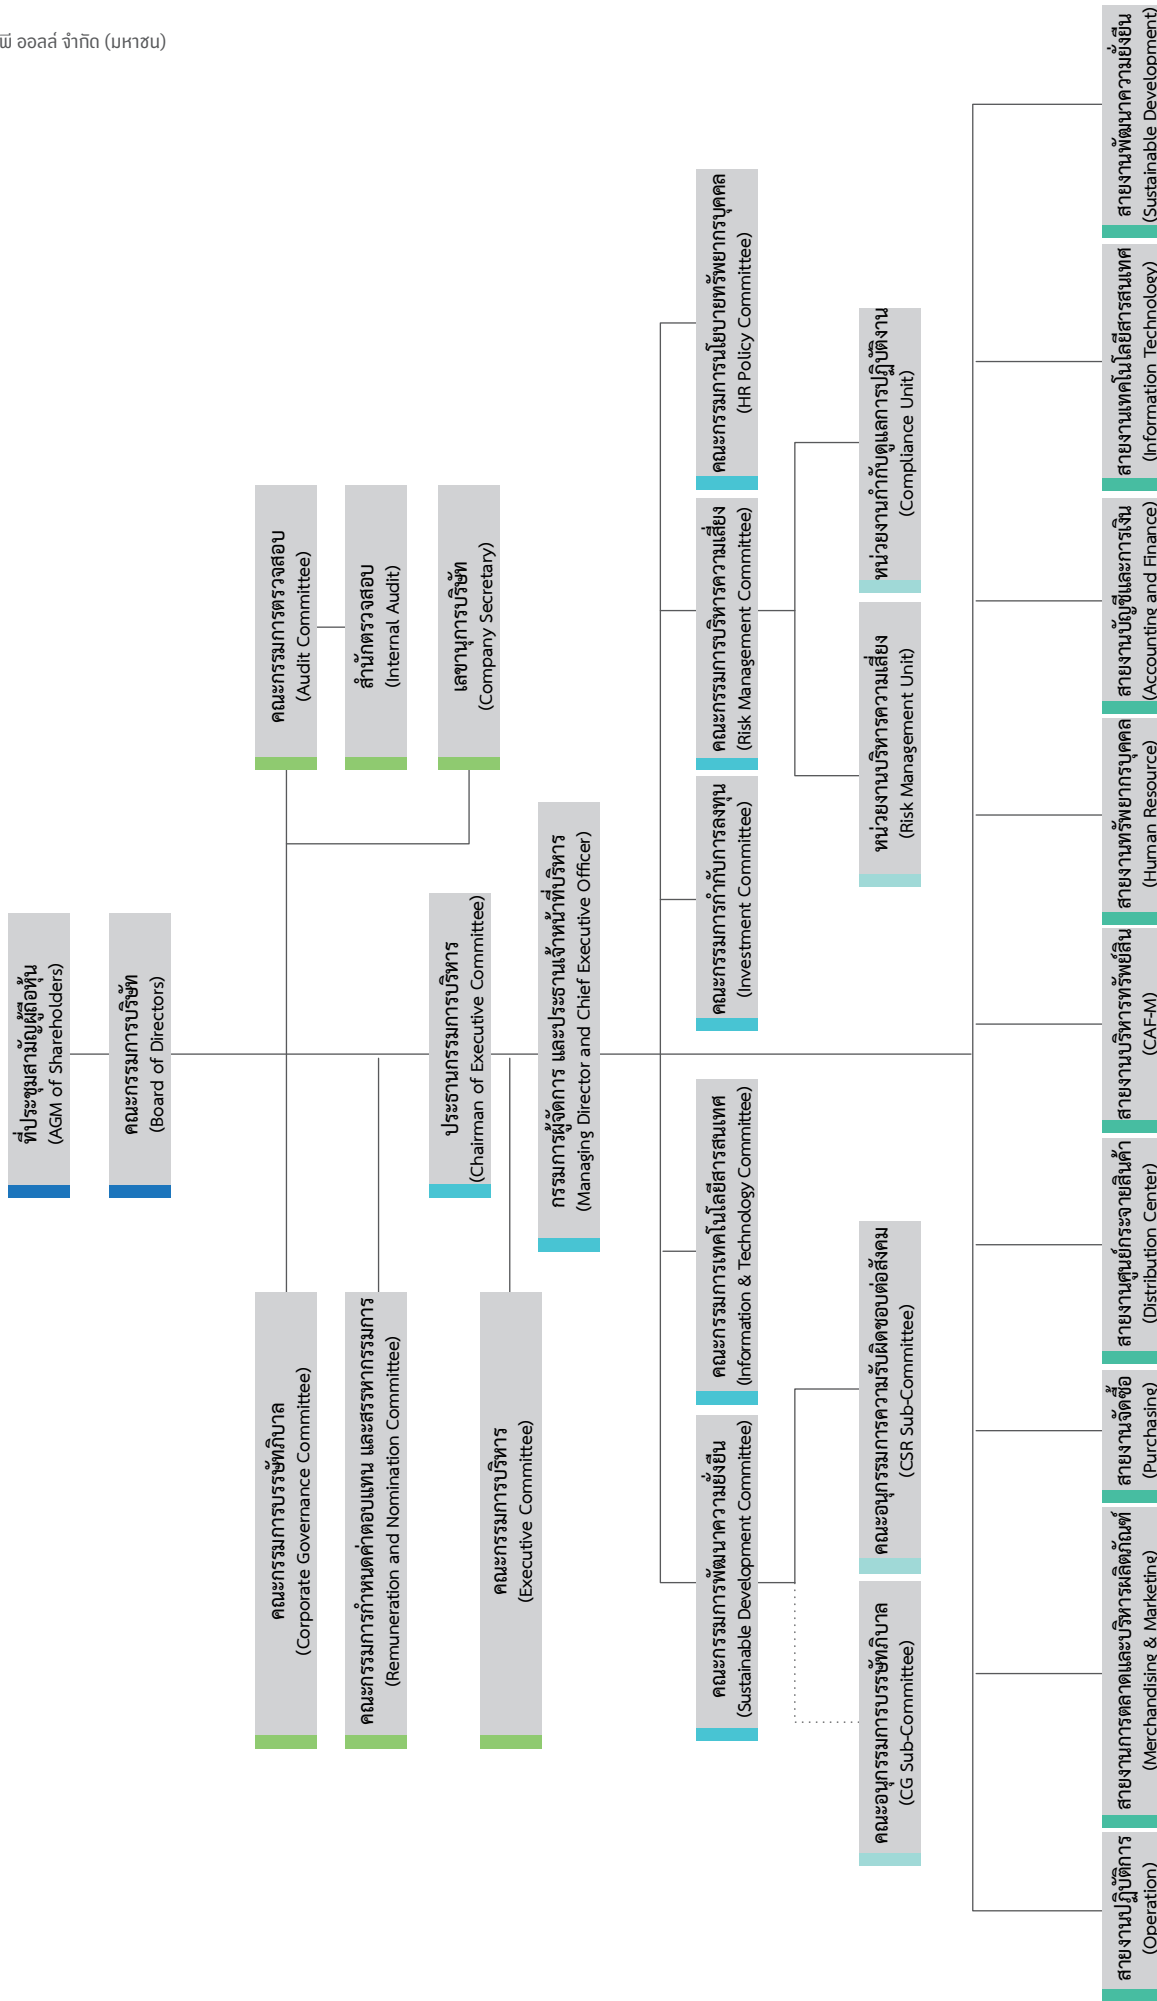 พี ออลล์ จำกัด (มหาชน)
ที่ประชุมสามัญผู้ถือหุ้น
(AGM of Shareholders)
คณะกรรมการบริษัท
(Board of Directors)
คณะกรรมการบรรษัทภิบาล
(Corporate Governance Committee)
คณะกรรมการตรวจสอบ
(Audit Committee)
คณะกรรมการกำหนดค่าตอบแทน และสรรหากรรมการ
(Remuneration and Nomination Committee)
สำนักตรวจสอบ
(Internal Audit)
ประธานกรรมการบริหาร
(Chairman of Executive Committee)
เลขานุการบริษัท
(Company Secretary)
คณะกรรมการบริหาร
(Executive Committee)
กรรมการผู้จัดการ และประธานเจ้าหน้าที่บริหาร
(Managing Director and Chief Executive Officer)
คณะกรรมการพัฒนาความยั่งยืน
(Sustainable Development Committee)
คณะกรรมการเทคโนโลยีสารสนเทศ
(Information & Technology Committee)
คณะกรรมการกำกับการลงทุน
(Investment Committee)
คณะกรรมการบริหารความเสี่ยง
(Risk Management Committee)
คณะกรรมการนโยบายทรัพยากรบุคคล
(HR Policy Committee)
คณะอนุกรรมการบรรษัทภิบาล
(CG Sub-Committee)
คณะอนุกรรมการความรับผิดชอบต่อสังคม
(CSR Sub-Committee)
หน่วยงานบริหารความเสี่ยง
(Risk Management Unit)
หน่วยงานกำกับดูแลการปฏิบัติงาน
(Compliance Unit)
สายงานปฏิบัติการ
(Operation)
สายงานการตลาดและบริหารผลิตภัณฑ์
(Merchandising & Marketing)
สายงานจัดซื้อ
(Purchasing)
สายงานศูนย์กระจายสินค้า
(Distribution Center)
สายงานบริหารทรัพย์สิน
(CAF-M)
สายงานทรัพยากรบุคคล
(Human Resource)
สายงานบัญชีและการเงิน
(Accounting and Finance)
สายงานเทคโนโลยีสารสนเทศ
(Information Technology)
สายงานพัฒนาความยั่งยืน
(Sustainable Development)